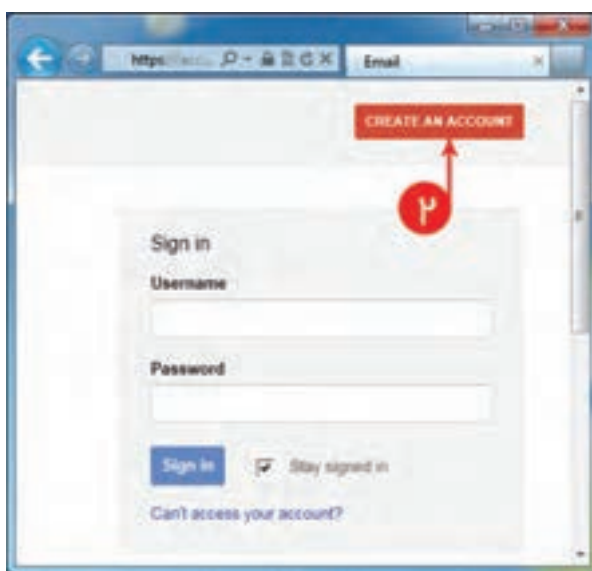 https Email
CREATE AN ACCOUNT
۲
Sign in
Username
Password
Sign in Stay signed in
Can't access your account?